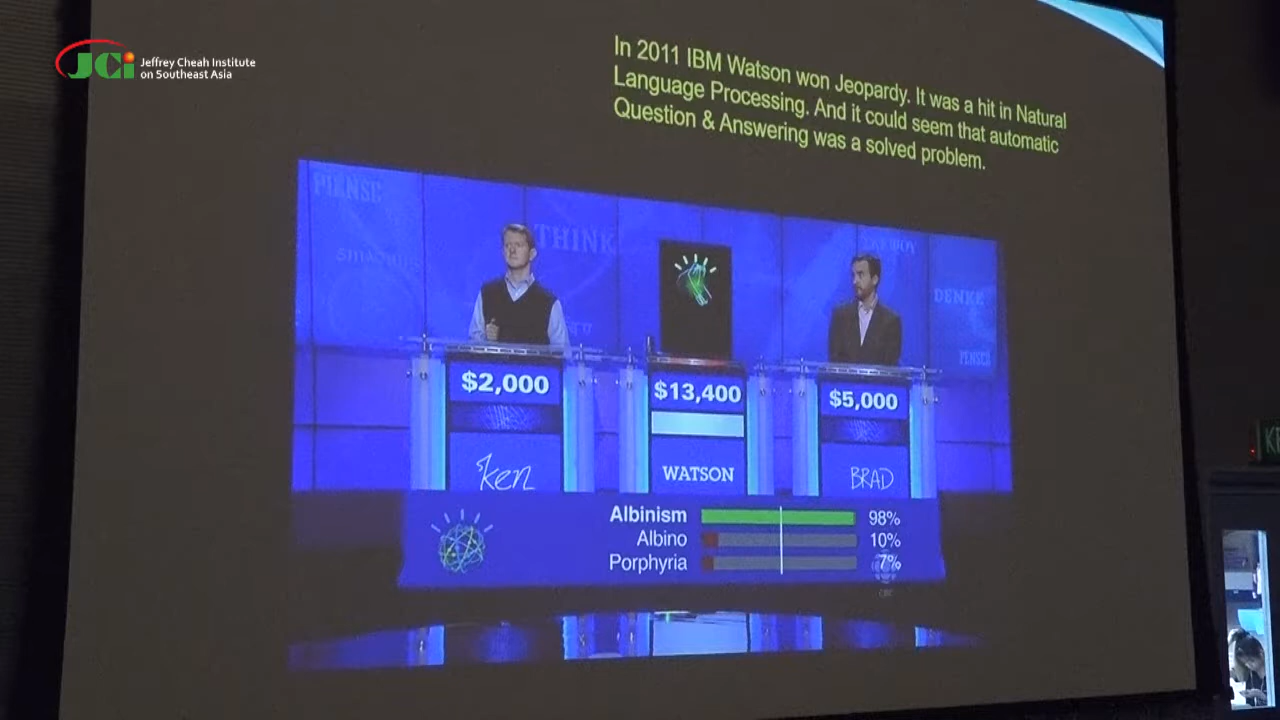 JCi Jeffrey Cheah Institute
on Southeast Asia
In 2011 IBM Watson won Jeopardy. It was a hit in Natural
Language Processing. And it could seem that automatic
Question & Answering was a solved problem.
THINK
DENKE
$2,000
$13,400
$5,000
Ken
WATSON
BRAD
Albinism 98%
Albino 10%
Porphyria 7%